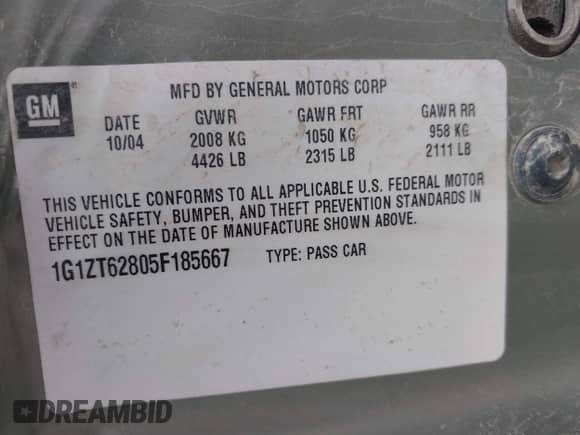 GM
MFD BY GENERAL MOTORS CORP
DATE GVWR GAWR FRT GAWR RR
10/04 2008 KG 1050 KG 958 KG
4426 LB 2315 LB 2111 LB
THIS VEHICLE CONFORMS TO ALL APPLICABLE U.S. FEDERAL MOTOR
VEHICLE SAFETY, BUMPER, AND THEFT PREVENTION STANDARDS IN
EFFECT ON THE DATE OF MANUFACTURE SHOWN ABOVE.
1G1ZT62805F185667 TYPE: PASS CAR
DREAMBID